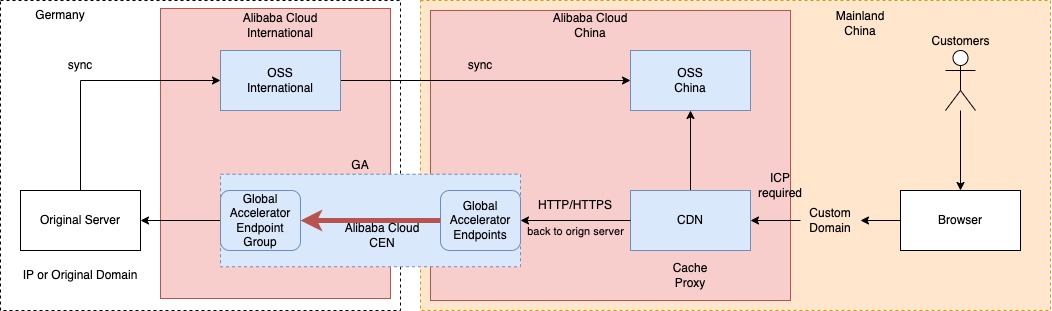 Germany
Alibaba Cloud
International
Alibaba Cloud
China
Mainland
China
Customers
sync
OSS
International
sync
OSS
China
GA
ICP
required
Original Server
Global
Accelerator
Endpoint
Group
Alibaba Cloud
CEN
Global
Accelerator
Endpoints
HTTP/HTTPS
back to orign server
CDN
Custom
Domain
Browser
IP or Original Domain
Cache
Proxy